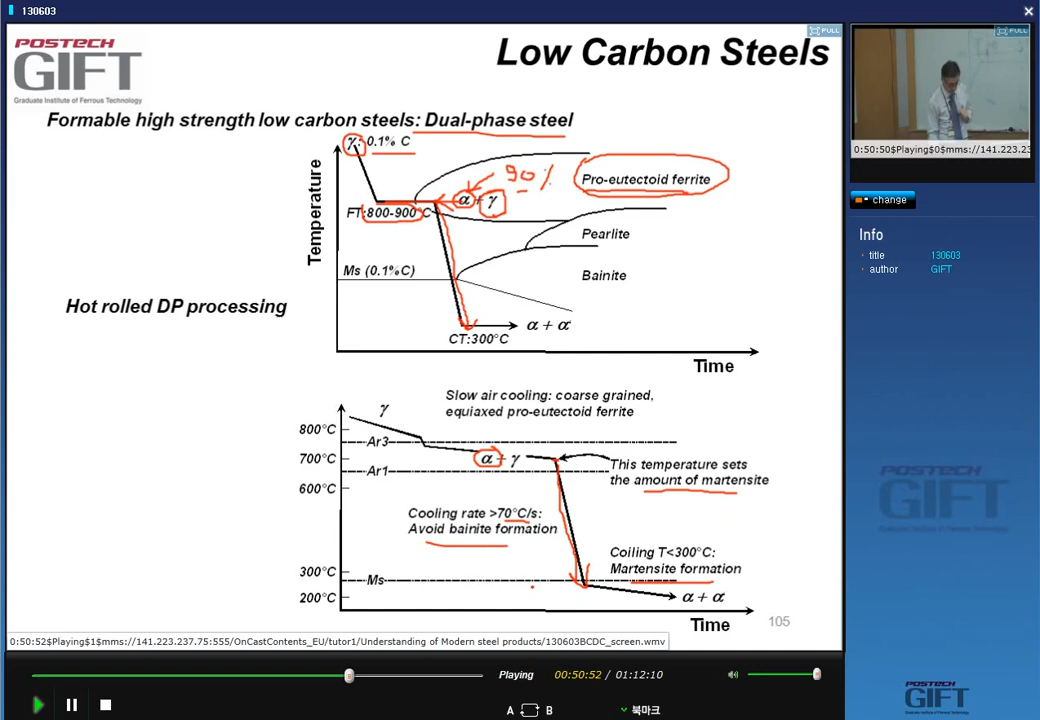 130603
POSTECH
GIFT
Graduate Institute of Ferrous Technology
FULL
Low Carbon Steels
Formable high strength low carbon steels: Dual-phase steel
γ: 0.1% C
90%
Pro-eutectoid ferrite
α + γ
FT:800-900°C
Temperature
Pearlite
Ms (0.1%C)
Bainite
Hot rolled DP processing
α + α'
CT:300°C
Time
Slow air cooling: coarse grained,
equiaxed pro-eutectoid ferrite
γ
800°C
Ar3
700°C
α + γ
This temperature sets
the amount of martensite
Ar1
600°C
Cooling rate >70°C/s:
Avoid bainite formation
Coiling T<300°C:
Martensite formation
300°C
Ms
200°C
α + α'
Time
105
0:50:52$Playing$1$mms://141.223.237.75:555/OnCastContents_EU/tutor1/Understanding of Modern steel products/130603BCDC_screen.wmv
Playing
00:50:52 / 01:12:10
A B
북마크
FULL
0:50:50$Playing$0$mms://141.223.23
change
Info
title 130603
author GIFT
POSTECH
GIFT
POSTECH
GIFT